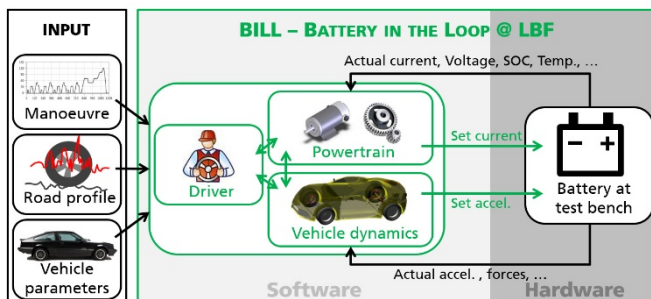 INPUT
BILL – BATTERY IN THE LOOP @ LBF
Actual current, Voltage, SOC, Temp., …
Manoeuvre
Road profile
Vehicle
parameters
Driver
Powertrain
Vehicle dynamics
Set current
Set accel.
Battery at
test bench
Actual accel. , forces, …
Software
Hardware